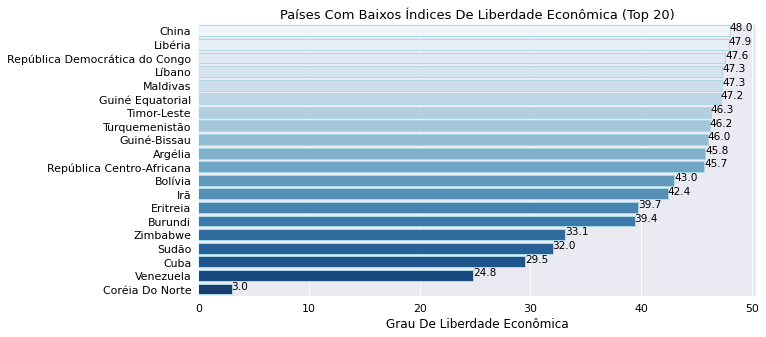 Países Com Baixos Índices De Liberdade Econômica (Top 20)
China 48.0
Libéria 47.9
República Democrática do Congo 47.6
Líbano 47.3
Maldivas 47.3
Guiné Equatorial 47.2
Timor-Leste 46.3
Turquemenistão 46.2
Guiné-Bissau 46.0
Argélia 45.8
República Centro-Africana 45.7
Bolívia 43.0
Irã 42.4
Eritreia 39.7
Burundi 39.4
Zimbabwe 33.1
Sudão 32.0
Cuba 29.5
Venezuela 24.8
Coréia Do Norte 3.0
0 10 20 30 40 50
Grau De Liberdade Econômica